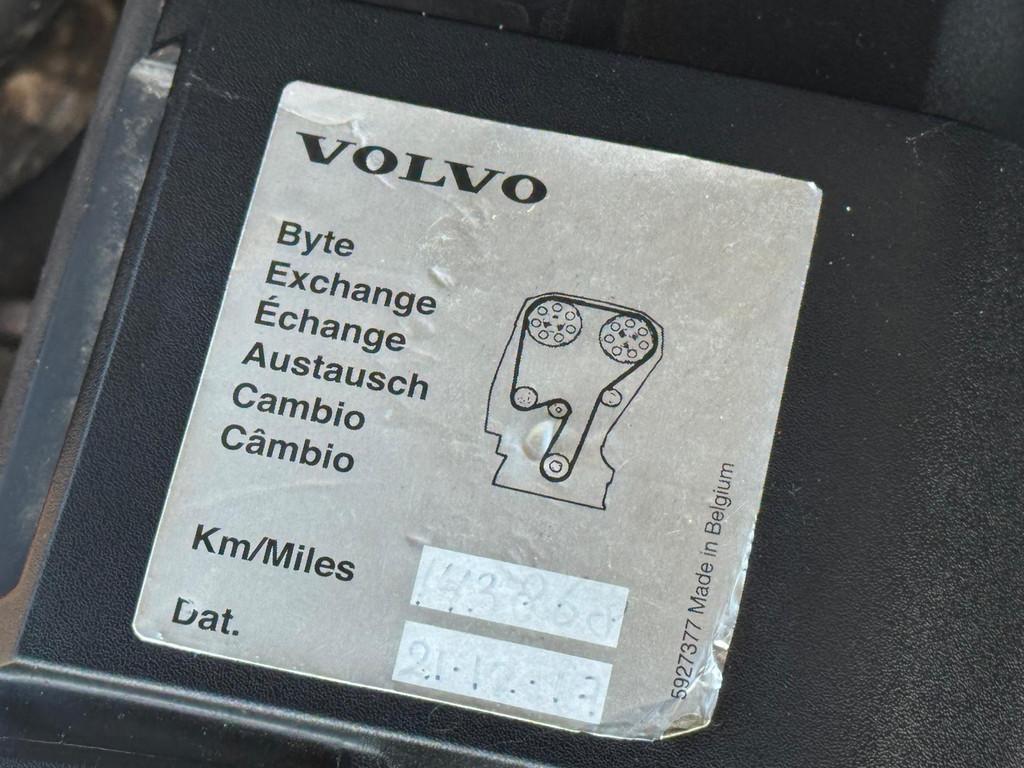 VOLVO
Byte
Exchange
Échange
Austausch
Cambio
Câmbio
Km/Miles
Dat.
5927377 Made in Belgium